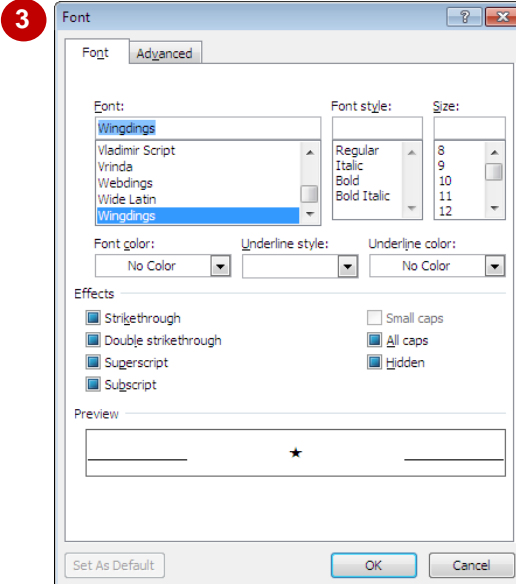 3
Font
Font Advanced
Font: Font style: Size:
Wingdings
Vladimir Script Regular 8
Vrinda Italic 9
Webdings Bold 10
Wide Latin Bold Italic 11
Wingdings 12
Font color: Underline style: Underline color:
No Color No Color
Effects
Strikethrough Small caps
Double strikethrough All caps
Superscript Hidden
Subscript
Preview
★
Set As Default OK Cancel